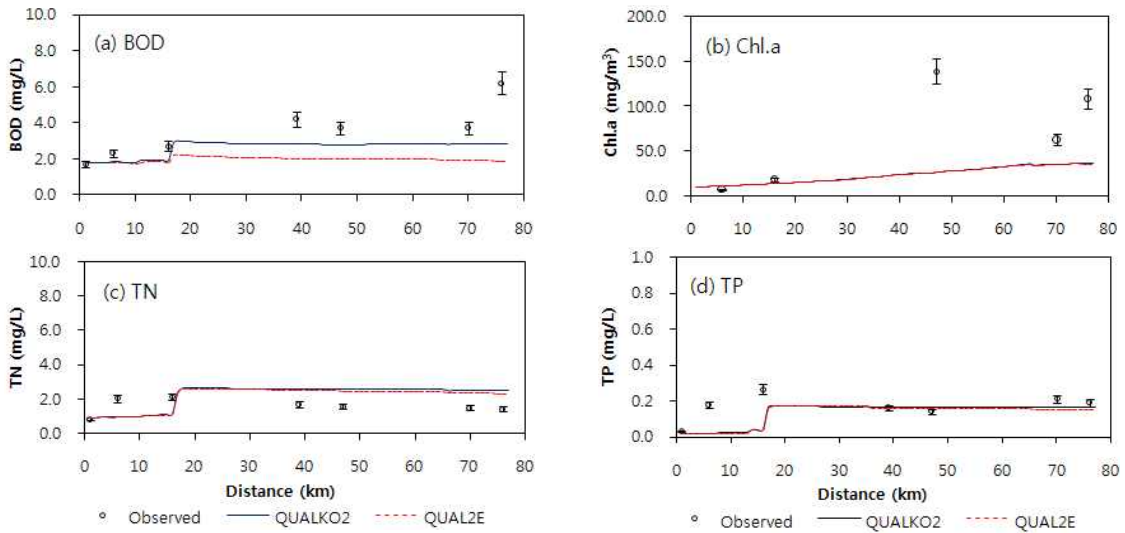 (a) BOD
BOD (mg/L)
10.0
8.0
6.0
4.0
2.0
0.0
0 10 20 30 40 50 60 70 80
(b) Chl.a
Chl.a (mg/m³)
200.0
150.0
100.0
50.0
0.0
0 10 20 30 40 50 60 70 80
(c) TN
TN (mg/L)
10.0
8.0
6.0
4.0
2.0
0.0
0 10 20 30 40 50 60 70 80
Distance (km)
Observed QUALKO2 QUAL2E
(d) TP
TP (mg/L)
1.0
0.8
0.6
0.4
0.2
0.0
0 10 20 30 40 50 60 70 80
Distance (km)
Observed QUALKO2 QUAL2E